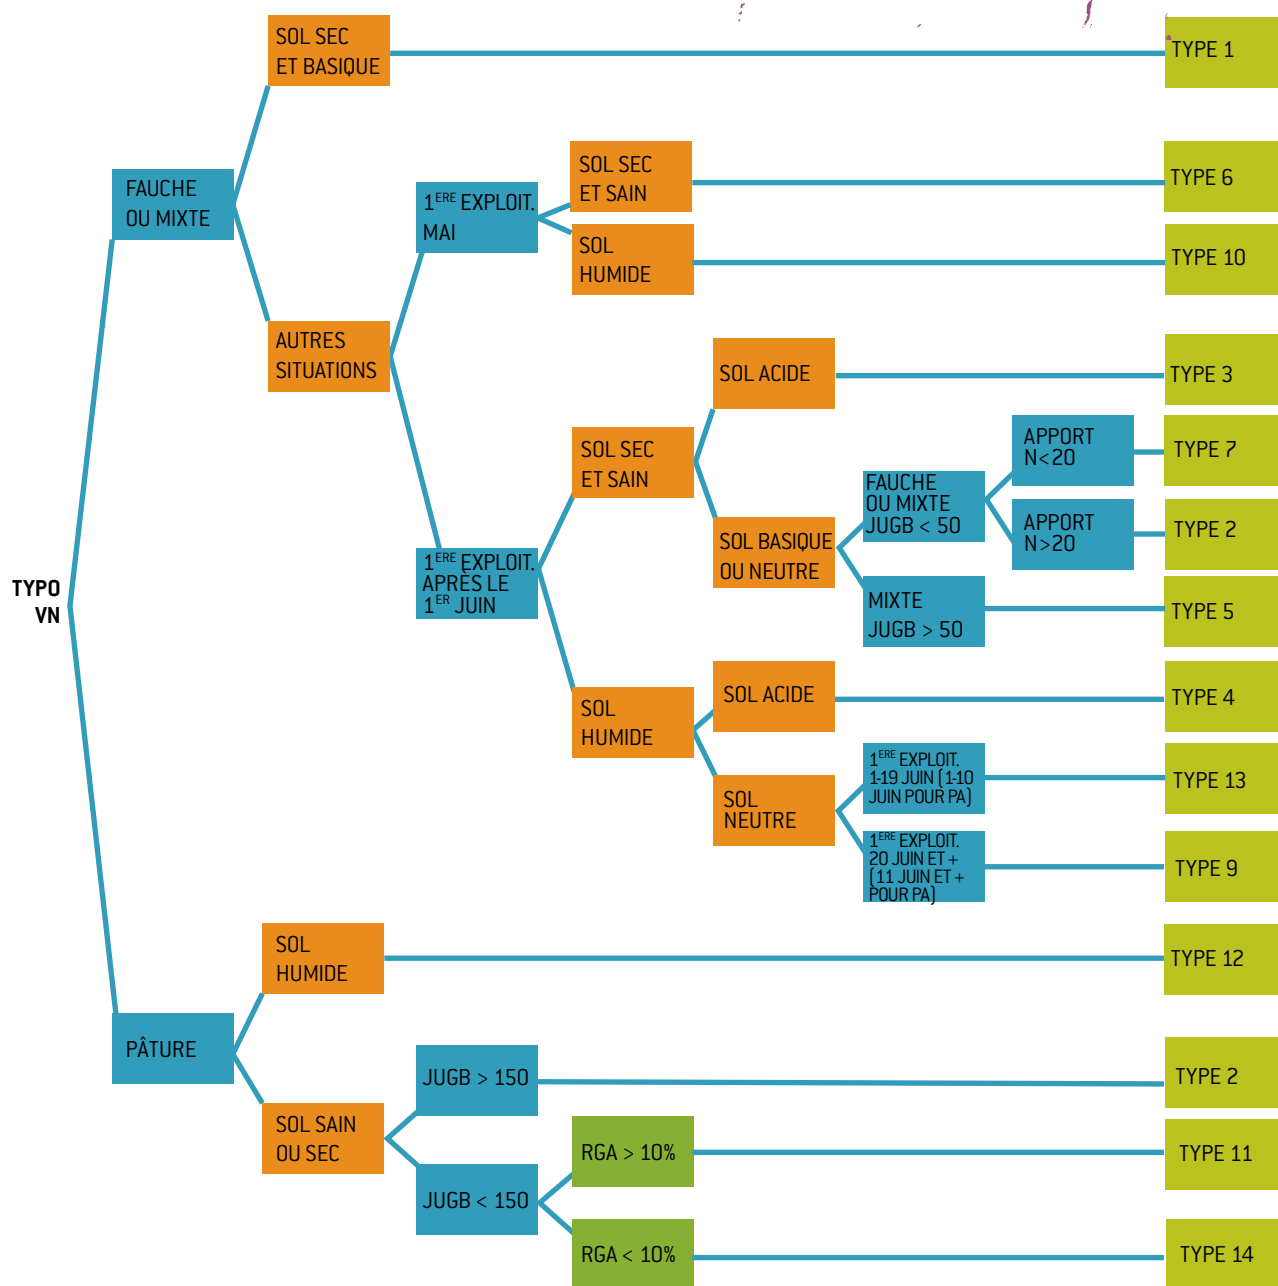 SOL SEC
ET BASIQUE
TYPE 1
FAUCHE
OU MIXTE
1ERE EXPLOIT.
MAI
SOL SEC
ET SAIN
TYPE 6
SOL
HUMIDE
TYPE 10
AUTRES
SITUATIONS
SOL ACIDE
TYPE 3
SOL SEC
ET SAIN
APPORT
N<20
TYPE 7
FAUCHE
OU MIXTE
JUGB < 50
APPORT
N>20
TYPE 2
SOL BASIQUE
OU NEUTRE
1ERE EXPLOIT.
APRÈS LE
1ER JUIN
MIXTE
JUGB > 50
TYPE 5
TYPO
VN
SOL
HUMIDE
SOL ACIDE
TYPE 4
SOL
NEUTRE
1ERE EXPLOIT.
1-19 JUIN (1-10
JUIN POUR PA)
TYPE 13
1ERE EXPLOIT.
20 JUIN ET +
(11 JUIN ET +
POUR PA)
TYPE 9
SOL
HUMIDE
TYPE 12
PÂTURE
JUGB > 150
TYPE 2
SOL SAIN
OU SEC
RGA > 10%
TYPE 11
JUGB < 150
RGA < 10%
TYPE 14